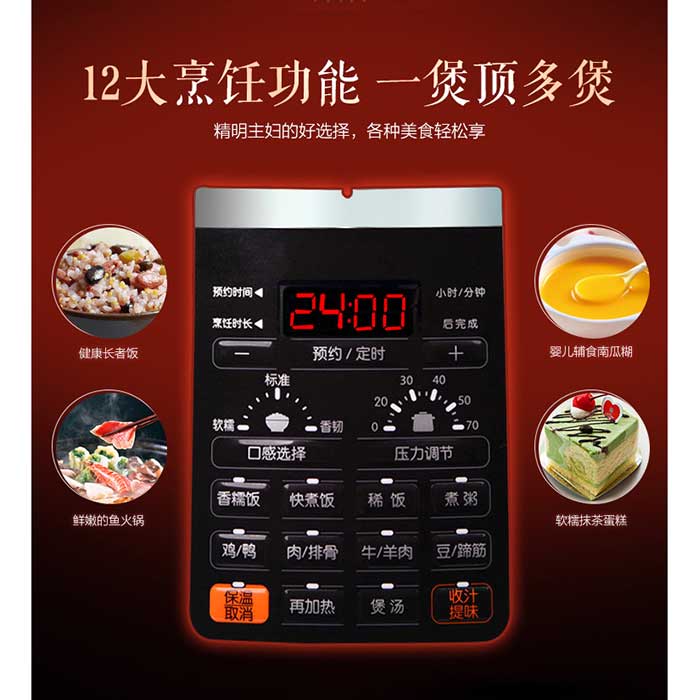 12大烹饪功能 一煲顶多煲
精明主妇的好选择，各种美食轻松享
预约时间◀ 24:00 小时/分钟
烹饪时长◀ 后完成
— 预约/定时 +
标准 30 40
20 50
软糯 香韧 0 70
口感选择 压力调节
香糯饭 快煮饭 稀饭 煮粥
鸡/鸭 肉/排骨 牛/羊肉 豆/蹄筋
保温 收汁
取消 再加热 煲汤 提味
健康长者饭
婴儿辅食南瓜糊
鲜嫩的鱼火锅
软糯抹茶蛋糕